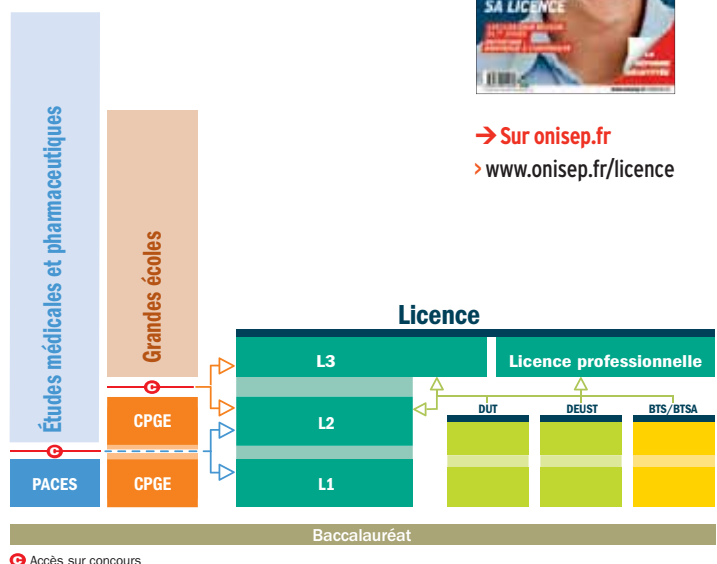 SA LICENCE
→ Sur onisep.fr
> www.onisep.fr/licence
Études médicales et pharmaceutiques
Grandes écoles
Licence
L3
Licence professionnelle
C
CPGE
L2
DUT
DEUST
BTS/BTSA
C
PACES
CPGE
L1
Baccalauréat
C Accès sur concours